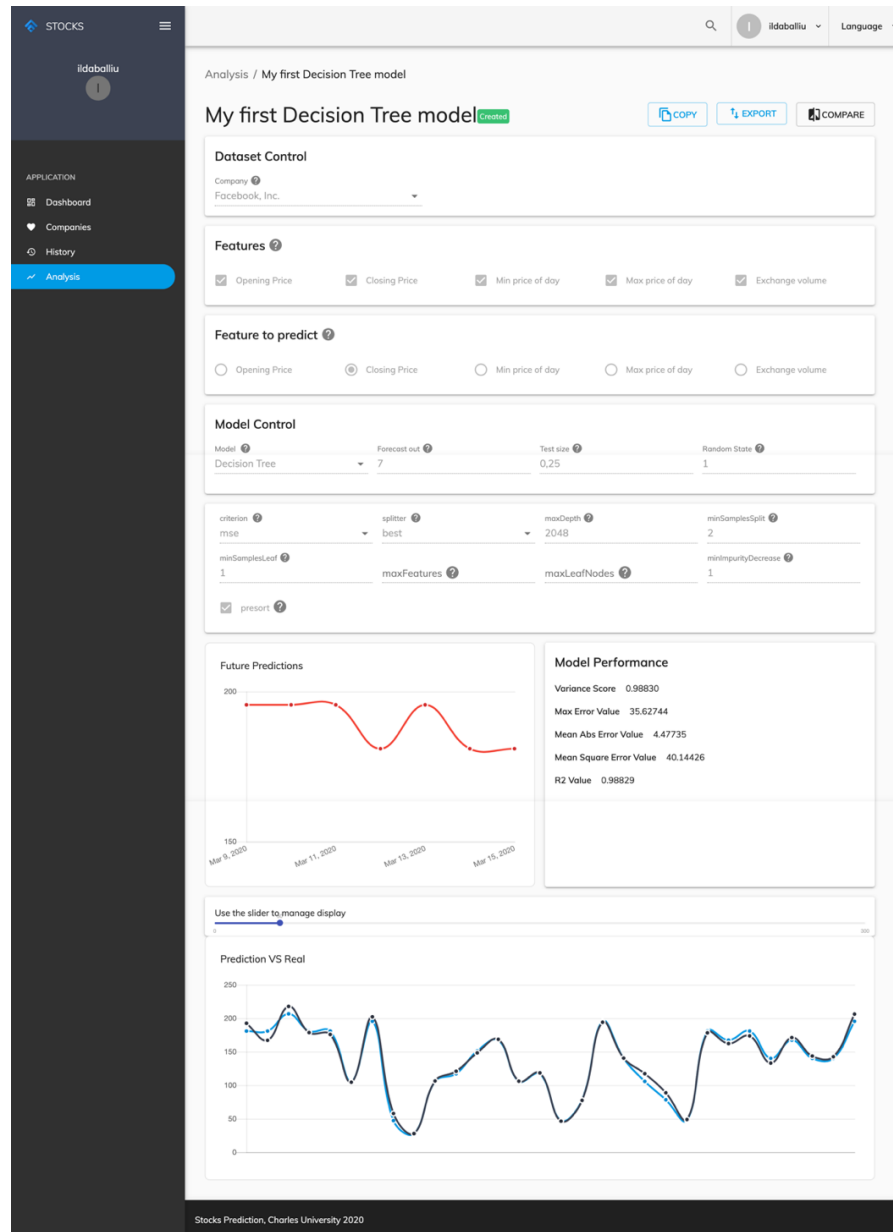 STOCKS
ildaballiu
Language
ildaballiu
I
I
APPLICATION
Dashboard
Companies
History
Analysis
Analysis / My first Decision Tree model
My first Decision Tree model Created
COPY EXPORT COMPARE
Dataset Control
Company ?
Facebook, Inc.
Features ?
Opening Price Closing Price Min price of day Max price of day Exchange volume
Feature to predict ?
Opening Price Closing Price Min price of day Max price of day Exchange volume
Model Control
Model ? Forecast out ? Test size ? Random State ?
Decision Tree 7 0,25 1
criterion ? splitter ? maxDepth ? minSamplesSplit ?
mse best 2048 2
minSamplesLeaf ? maxFeatures ? maxLeafNodes ? minImpurityDecrease ?
1 1
presort ?
Future Predictions
200
150
Mar 9, 2020 Mar 11, 2020 Mar 13, 2020 Mar 15, 2020
Model Performance
Variance Score 0.98830
Max Error Value 35.62744
Mean Abs Error Value 4.47735
Mean Square Error Value 40.14426
R2 Value 0.98829
Use the slider to manage display
0
Prediction VS Real
250
200
150
100
50
0
Stocks Prediction, Charles University 2020